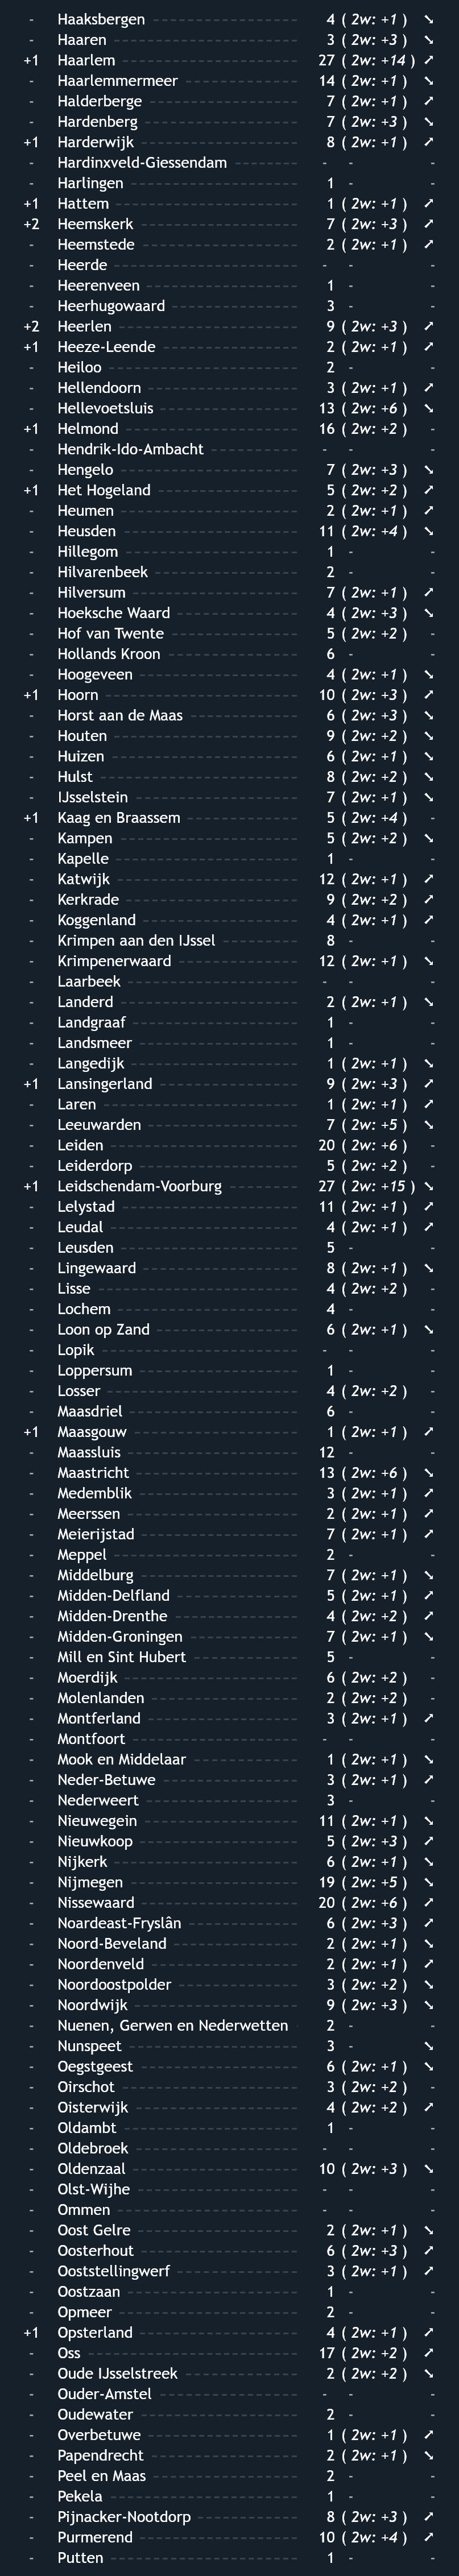 - Haaksbergen 4 ( 2w: +1 ) ↘
- Haaren 3 ( 2w: +3 ) ↘
+1 Haarlem 27 ( 2w: +14 ) ↗
- Haarlemmermeer 14 ( 2w: +1 ) ↘
- Halderberge 7 ( 2w: +1 ) ↗
- Hardenberg 7 ( 2w: +3 ) ↘
+1 Harderwijk 8 ( 2w: +1 ) ↗
- Hardinxveld-Giessendam - - -
- Harlingen 1 - -
+1 Hattem 1 ( 2w: +1 ) ↗
+2 Heemskerk 7 ( 2w: +3 ) ↗
- Heemstede 2 ( 2w: +1 ) ↗
- Heerde - - -
- Heerenveen 1 - -
- Heerhugowaard 3 - -
+2 Heerlen 9 ( 2w: +3 ) ↗
+1 Heeze-Leende 2 ( 2w: +1 ) ↗
- Heiloo 2 - -
- Hellendoorn 3 ( 2w: +1 ) ↗
- Hellevoetsluis 13 ( 2w: +6 ) ↘
+1 Helmond 16 ( 2w: +2 ) -
- Hendrik-Ido-Ambacht - - -
- Hengelo 7 ( 2w: +3 ) ↘
+1 Het Hogeland 5 ( 2w: +2 ) ↗
- Heumen 2 ( 2w: +1 ) ↗
- Heusden 11 ( 2w: +4 ) ↘
- Hillegom 1 - -
- Hilvarenbeek 2 - -
- Hilversum 7 ( 2w: +1 ) ↗
- Hoeksche Waard 4 ( 2w: +3 ) ↘
- Hof van Twente 5 ( 2w: +2 ) -
- Hollands Kroon 6 - -
- Hoogeveen 4 ( 2w: +1 ) ↘
+1 Hoorn 10 ( 2w: +3 ) ↗
- Horst aan de Maas 6 ( 2w: +3 ) ↘
- Houten 9 ( 2w: +2 ) ↘
- Huizen 6 ( 2w: +1 ) ↘
- Hulst 8 ( 2w: +2 ) ↘
- IJsselstein 7 ( 2w: +1 ) ↘
+1 Kaag en Braassem 5 ( 2w: +4 ) -
- Kampen 5 ( 2w: +2 ) ↘
- Kapelle 1 - -
- Katwijk 12 ( 2w: +1 ) ↗
- Kerkrade 9 ( 2w: +2 ) ↗
- Koggenland 4 ( 2w: +1 ) ↗
- Krimpen aan den IJssel 8 - -
- Krimpenerwaard 12 ( 2w: +1 ) ↘
- Laarbeek - - -
- Landerd 2 ( 2w: +1 ) ↘
- Landgraaf 1 - -
- Landsmeer 1 - -
- Langedijk 1 ( 2w: +1 ) ↘
+1 Lansingerland 9 ( 2w: +3 ) ↗
- Laren 1 ( 2w: +1 ) ↗
- Leeuwarden 7 ( 2w: +5 ) ↘
- Leiden 20 ( 2w: +6 ) -
- Leiderdorp 5 ( 2w: +2 ) -
+1 Leidschendam-Voorburg 27 ( 2w: +15 ) ↘
- Lelystad 11 ( 2w: +1 ) ↗
- Leudal 4 ( 2w: +1 ) ↗
- Leusden 5 - -
- Lingewaard 8 ( 2w: +1 ) ↘
- Lisse 4 ( 2w: +2 ) -
- Lochem 4 - -
- Loon op Zand 6 ( 2w: +1 ) ↘
- Lopik - - -
- Loppersum 1 - -
- Losser 4 ( 2w: +2 ) -
- Maasdriel 6 - -
+1 Maasgouw 1 ( 2w: +1 ) ↗
- Maassluis 12 - -
- Maastricht 13 ( 2w: +6 ) ↘
- Medemblik 3 ( 2w: +1 ) ↗
- Meerssen 2 ( 2w: +1 ) ↗
- Meierijstad 7 ( 2w: +1 ) ↗
- Meppel 2 - -
- Middelburg 7 ( 2w: +1 ) ↘
- Midden-Delfland 5 ( 2w: +1 ) ↗
- Midden-Drenthe 4 ( 2w: +2 ) ↗
- Midden-Groningen 7 ( 2w: +1 ) ↘
- Mill en Sint Hubert 5 - -
- Moerdijk 6 ( 2w: +2 ) -
- Molenlanden 2 ( 2w: +2 ) -
- Montferland 3 ( 2w: +1 ) ↗
- Montfoort - - -
- Mook en Middelaar 1 ( 2w: +1 ) ↘
- Neder-Betuwe 3 ( 2w: +1 ) ↗
- Nederweert 3 - -
- Nieuwegein 11 ( 2w: +1 ) ↘
- Nieuwkoop 5 ( 2w: +3 ) ↗
- Nijkerk 6 ( 2w: +1 ) ↘
- Nijmegen 19 ( 2w: +5 ) ↘
- Nissewaard 20 ( 2w: +6 ) ↗
- Noardeast-Fryslân 6 ( 2w: +3 ) ↗
- Noord-Beveland 2 ( 2w: +1 ) ↘
- Noordenveld 2 ( 2w: +1 ) ↗
- Noordoostpolder 3 ( 2w: +2 ) ↘
- Noordwijk 9 ( 2w: +3 ) ↘
- Nuenen, Gerwen en Nederwetten 2 - -
- Nunspeet 3 - ↘
- Oegstgeest 6 ( 2w: +1 ) ↘
- Oirschot 3 ( 2w: +2 ) -
- Oisterwijk 4 ( 2w: +2 ) ↗
- Oldambt 1 - -
- Oldebroek - - -
- Oldenzaal 10 ( 2w: +3 ) ↘
- Olst-Wijhe - - -
- Ommen - - -
- Oost Gelre 2 ( 2w: +1 ) ↘
- Oosterhout 6 ( 2w: +3 ) ↗
- Ooststellingwerf 3 ( 2w: +1 ) ↗
- Oostzaan 1 - -
- Opmeer 2 - -
+1 Opsterland 4 ( 2w: +1 ) ↗
- Oss 17 ( 2w: +2 ) ↗
- Oude IJsselstreek 2 ( 2w: +2 ) ↘
- Ouder-Amstel - - -
- Oudewater 2 - -
- Overbetuwe 1 ( 2w: +1 ) ↗
- Papendrecht 2 ( 2w: +1 ) ↘
- Peel en Maas 2 - -
- Pekela 1 - -
- Pijnacker-Nootdorp 8 ( 2w: +3 ) ↗
- Purmerend 10 ( 2w: +4 ) ↗
- Putten 1 - -